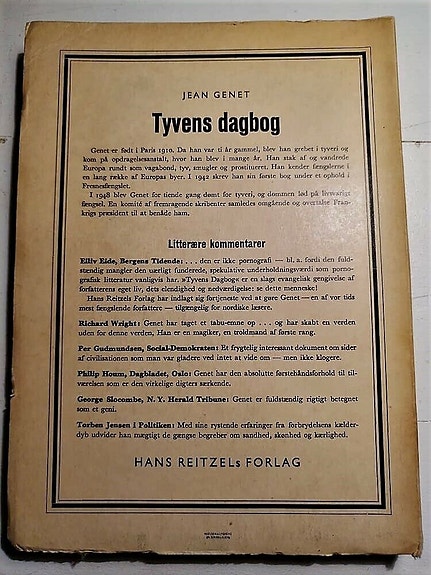 JEAN GENET
Tyvens dagbog
Genet er født i Paris 1910. Da han var ti år gammel, blev han grebet i tyveri og
kom på opdragelsesanstalt, hvor han blev i mange år. Han stak af og vandrede
Europa rundt som vagabond, tyv, smugler og prostitueret. Han kender fængslerne i
en lang række af Europas byer. I 1942 skrev han sin første bog under et ophold i
Fresnesfængslet.
I 1948 blev Genet for tiende gang dømt for tyveri, og dommen lød på livsvarigt
fængsel. En komité af fremragende skribenter samledes omgående og overtalte Fran-
krigs præsident til at benåde ham.
Litterære kommentarer
Eiliv Eide, Bergens Tidende: . . . den er ikke pornografi — bl. a. fordi den fuld-
stændig mangler den uærligt funderede, spekulative underholdningsværdi som porno-
grafisk litteratur vanligvis har. »Tyvens Dagbog« er en slags evangelisk gengivelse af
forfatterens eget liv, dets elendighed og nedværdigelse: se dette menneske!
Hans Reitzels Forlag har indlagt sig fortjeneste ved at gøre Genet — en af vor tids
mest fængslende forfattere — tilgængelig for nordiske læsere.
Richard Wright: Genet har taget et tabu-emne op . . . og har skabt en verden
uden for denne verden, Han er en magiker, en troldmand af første rang.
Per Gudmundsen, Social-Demokraten: Et frygtelig interessant dokument om sider
af civilisationen som man var gladere ved intet at vide om — men ikke klogere.
Philip Houm, Dagbladet, Oslo: Genet har den absolutte førstehåndsforhold til til-
værelsen som er den virkelige digters særkende.
George Slocombe, N. Y. Herald Tribune: Genet er fuldstændig rigtigt betegnet
som et geni.
Torben Jensen i Politiken: Med sine rystende erfaringer fra forbrydelsens kælder-
dyb udvider han mægtigt de gængse begreber om sandhed, skønhed og kærlighed.
HANS REITZELs FORLAG